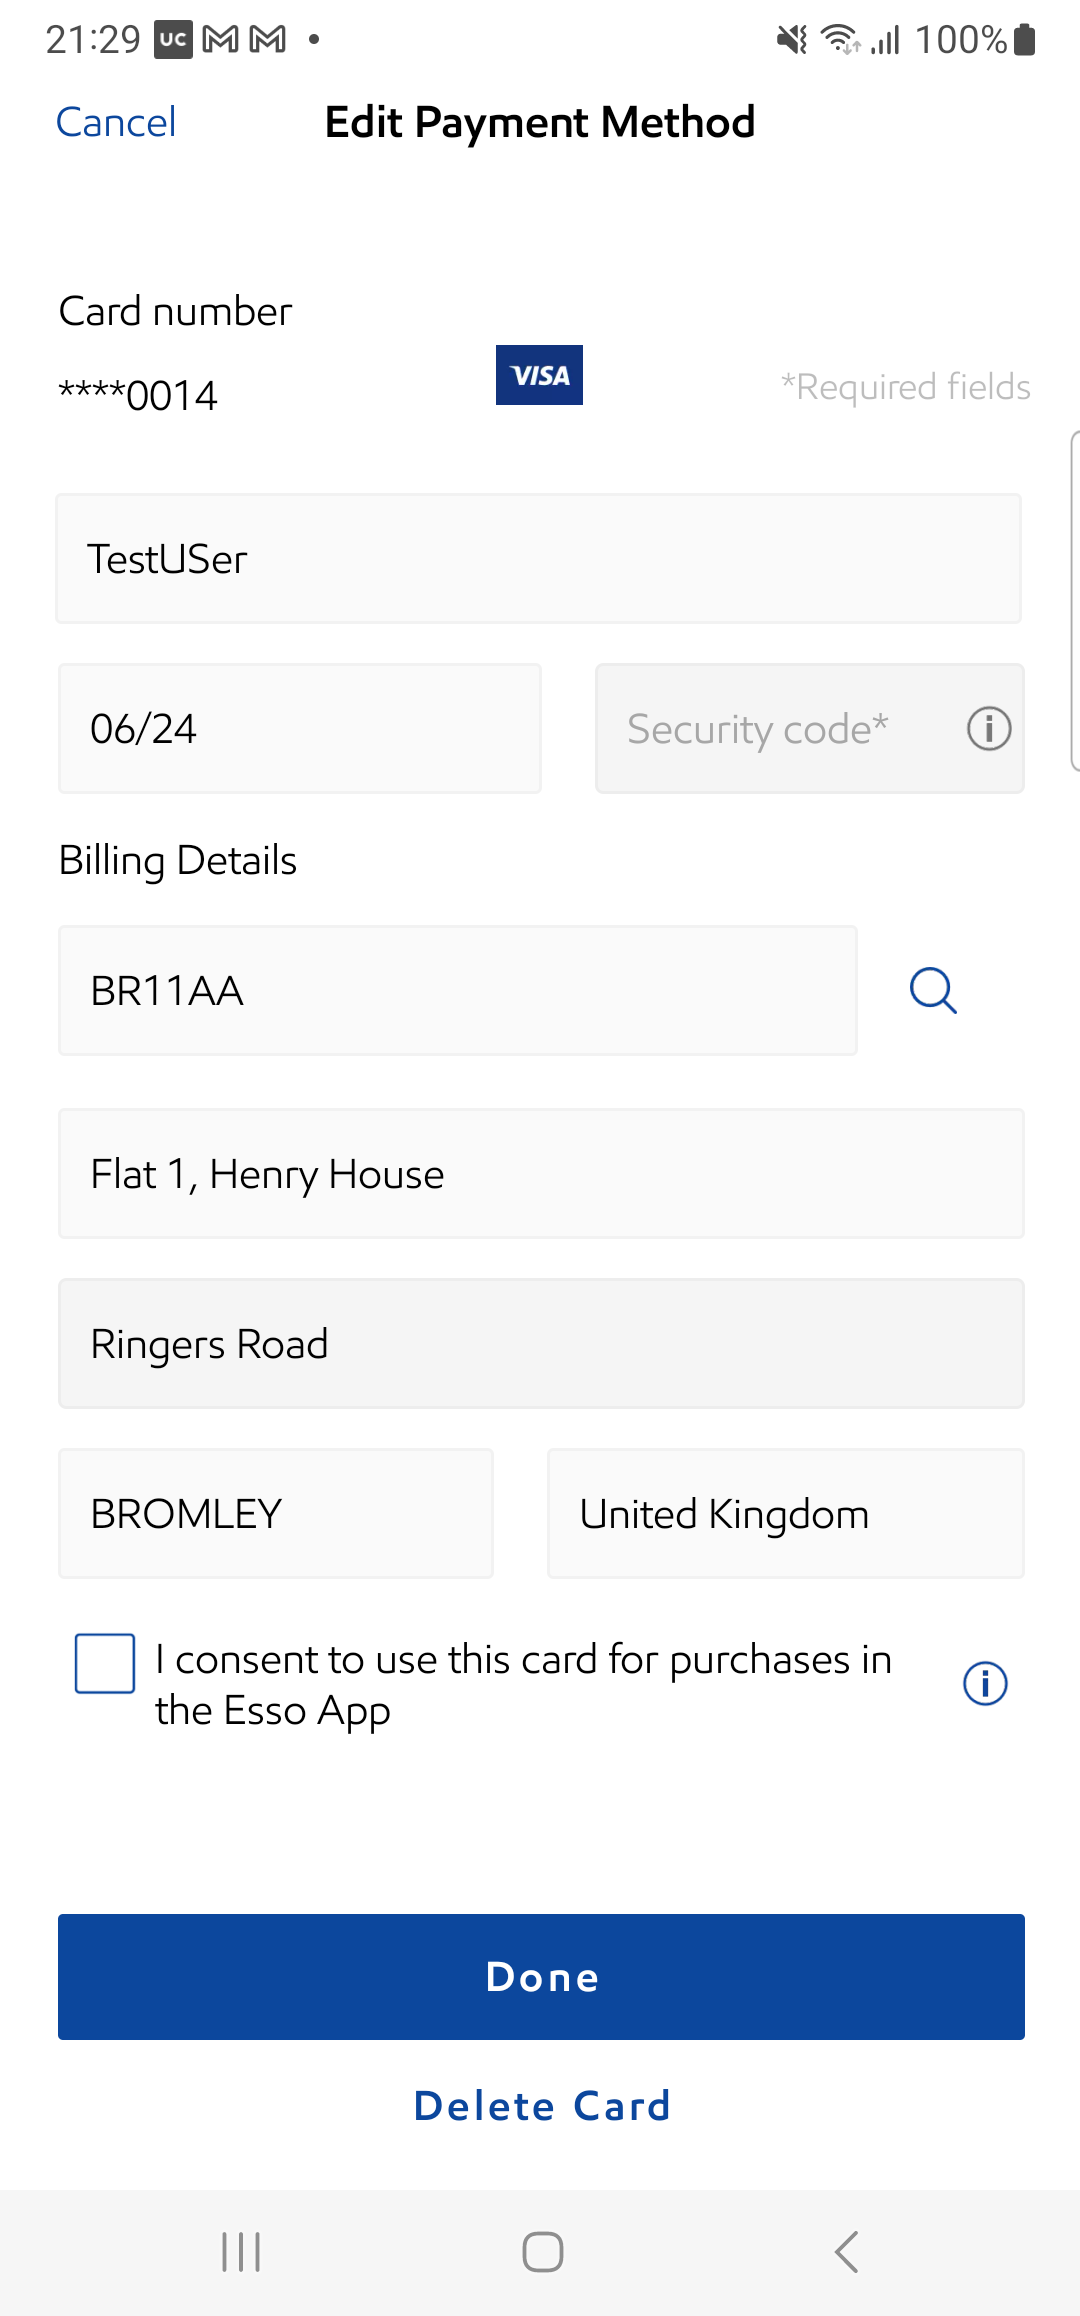 21:29 UC 100%
Cancel Edit Payment Method
Card number
****0014 VISA *Required fields
TestUSer
06/24 Security code*
Billing Details
BR11AA
Flat 1, Henry House
Ringers Road
BROMLEY United Kingdom
I consent to use this card for purchases in
the Esso App
Done
Delete Card